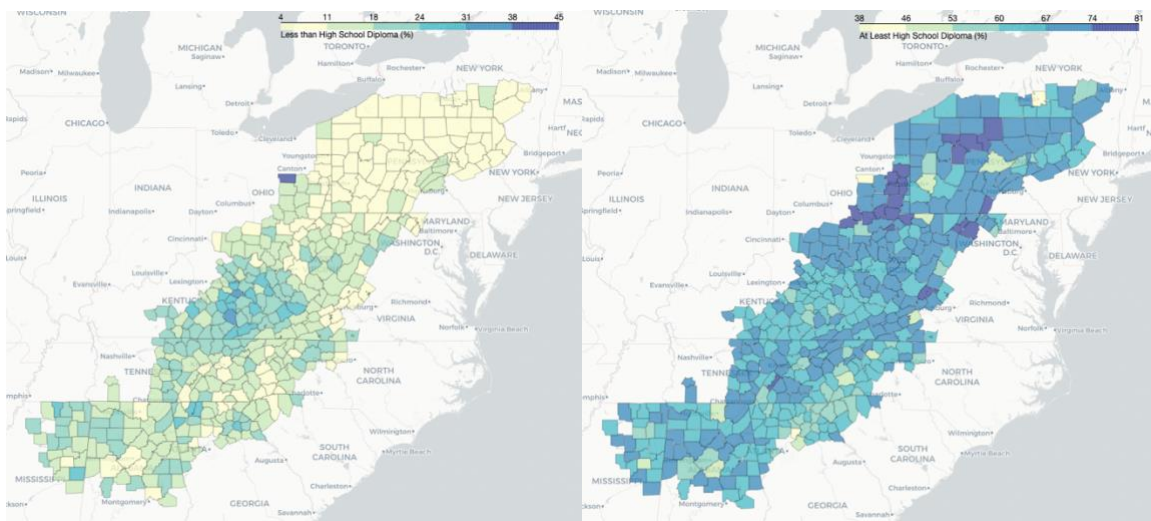 4 11 18 24 31 38 45
Less than High School Diploma (%)
WISCONSIN
MICHIGAN
Saginaw
TORONTO
Hamilton
Rochester
Buffalo
NEW YORK
Madison
Milwaukee
Lansing
Detroit
CHICAGO
Toledo
Cleveland
Youngstown
Canton
Hartf
Bridgeport
NEW YORK
Peoria
INDIANA
OHIO
Columbus
ILLINOIS
Indianapolis
Dayton
NEW JERSEY
Cincinnati
MARYLAND
Baltimore
WASHINGTON
D.C.
DELAWARE
Louisville
Evansville
Lexington
Richmond
VIRGINIA
Norfolk
Virginia Beach
Nashville
NORTH
CAROLINA
Wilmington
SOUTH
CAROLINA
Myrtle Beach
Augusta
Charleston
MISSISSIPPI
Montgomery
GEORGIA
Savannah
38 46 53 60 67 74 81
At Least High School Diploma (%)
WISCONSIN
MICHIGAN
Saginaw
TORONTO
Hamilton
Rochester
Buffalo
NEW YORK
Madison
Milwaukee
Lansing
Detroit
CHICAGO
Toledo
Cleveland
Canton
Bridgeport
NEW YORK
Peoria
INDIANA
OHIO
Columbus
ILLINOIS
Springfield
Indianapolis
Dayton
NEW JERSEY
Cincinnati
MARYLAND
Baltimore
WASHINGTON
D.C.
DELAWARE
Louisville
Evansville
Lexington
Richmond
VIRGINIA
Norfolk
Virginia Beach
Nashville
NORTH
CAROLINA
Wilmington
SOUTH
CAROLINA
Myrtle Beach
Augusta
Charleston
MISSISSIPPI
Montgomery
GEORGIA
Savannah